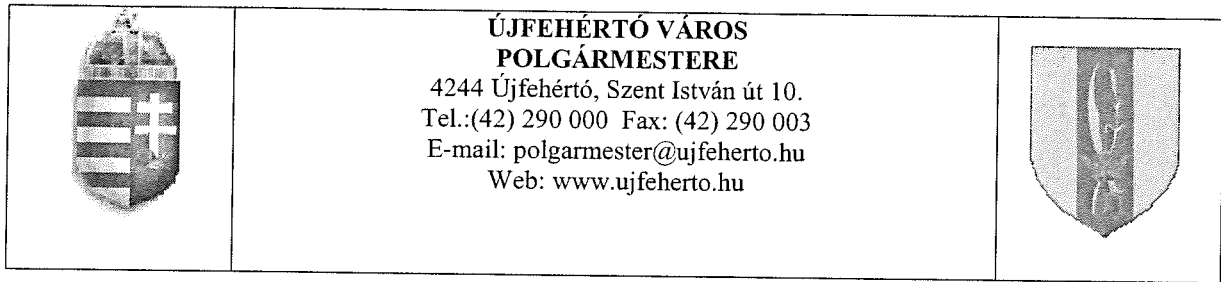 ÚJFEHÉRTÓ VÁROS
POLGÁRMESTERE
4244 Újfehértó, Szent István út 10.
Tel.:(42) 290 000 Fax: (42) 290 003
E-mail: polgarmester@ujfeherto.hu
Web: www.ujfeherto.hu